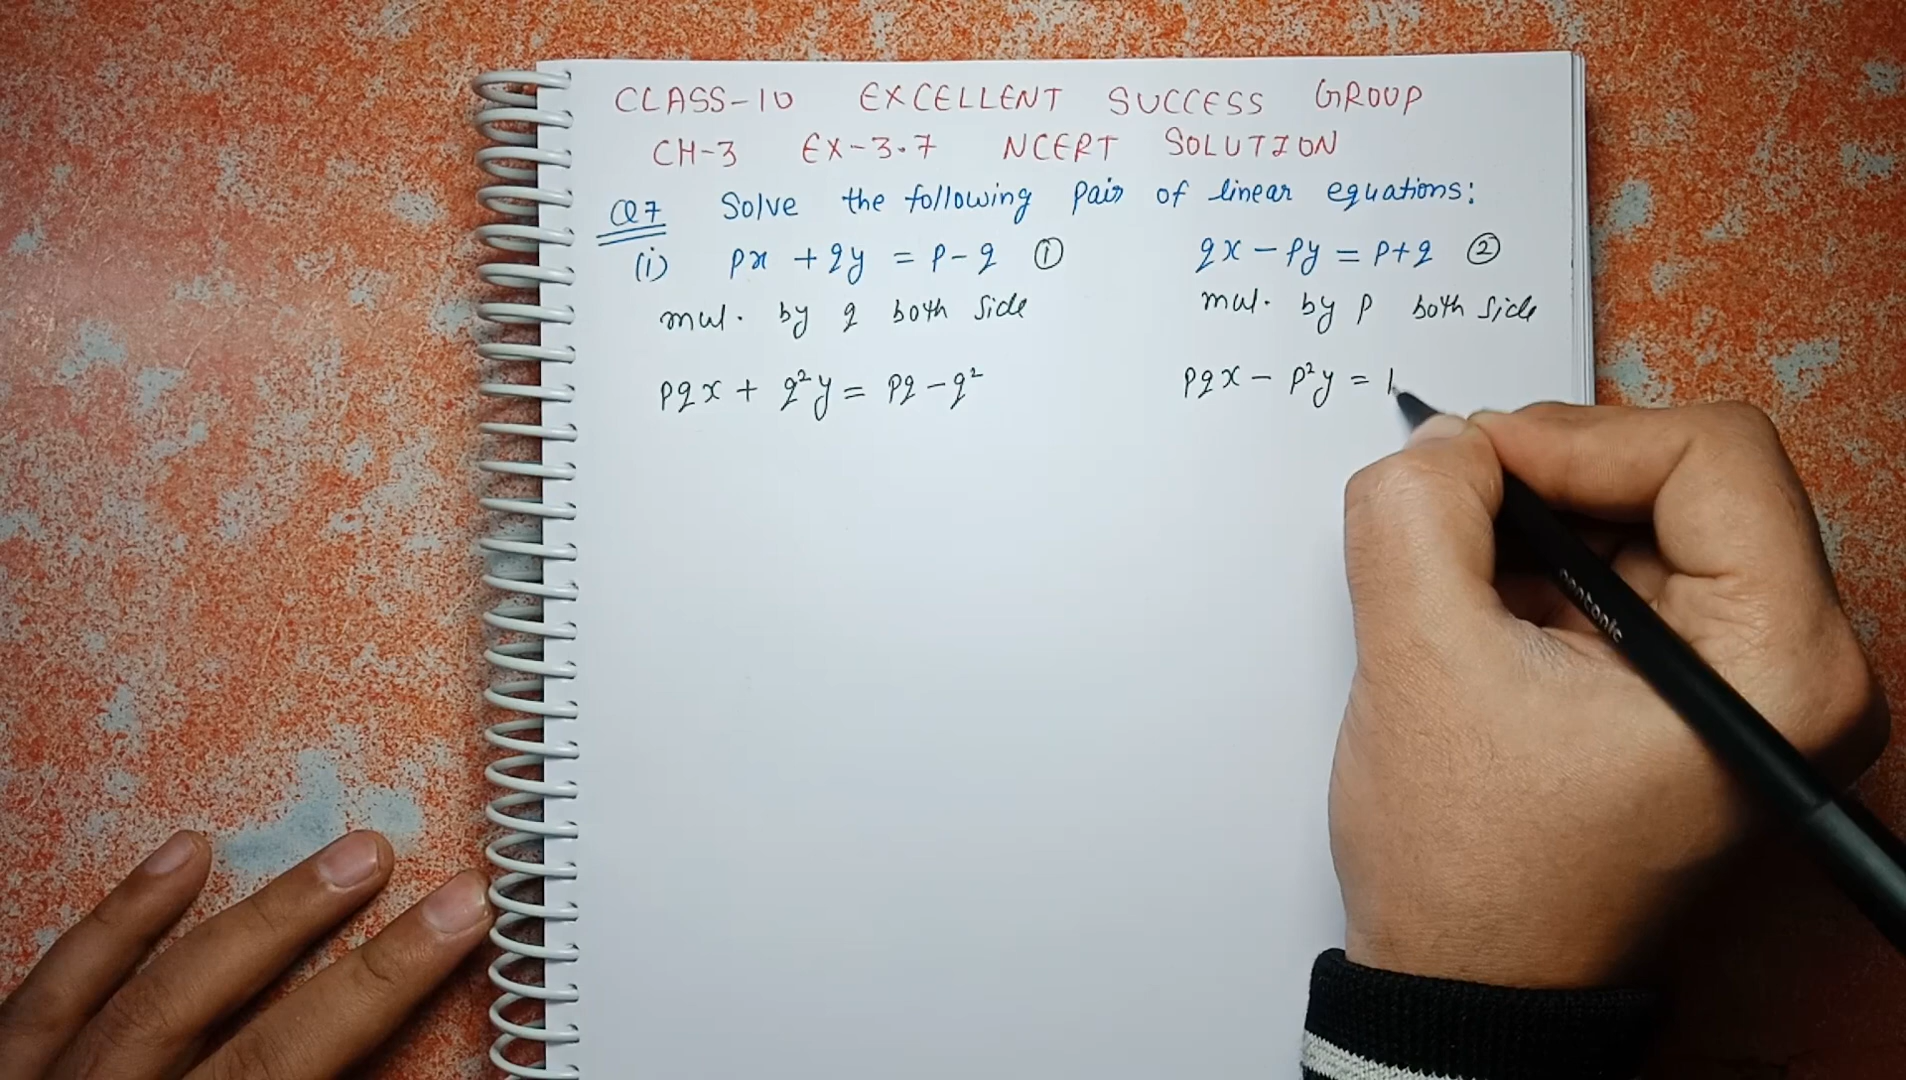 CLASS-10 EXCELLENT SUCCESS GROUP
CH-3 EX-3.7 NCERT SOLUTION
Q7 Solve the following pair of linear equations:
(i) px + qy = p - q ① qx - py = p + q ②
mul. by q both side mul. by p both side
pqx + q²y = pq - q² pqx - p²y =